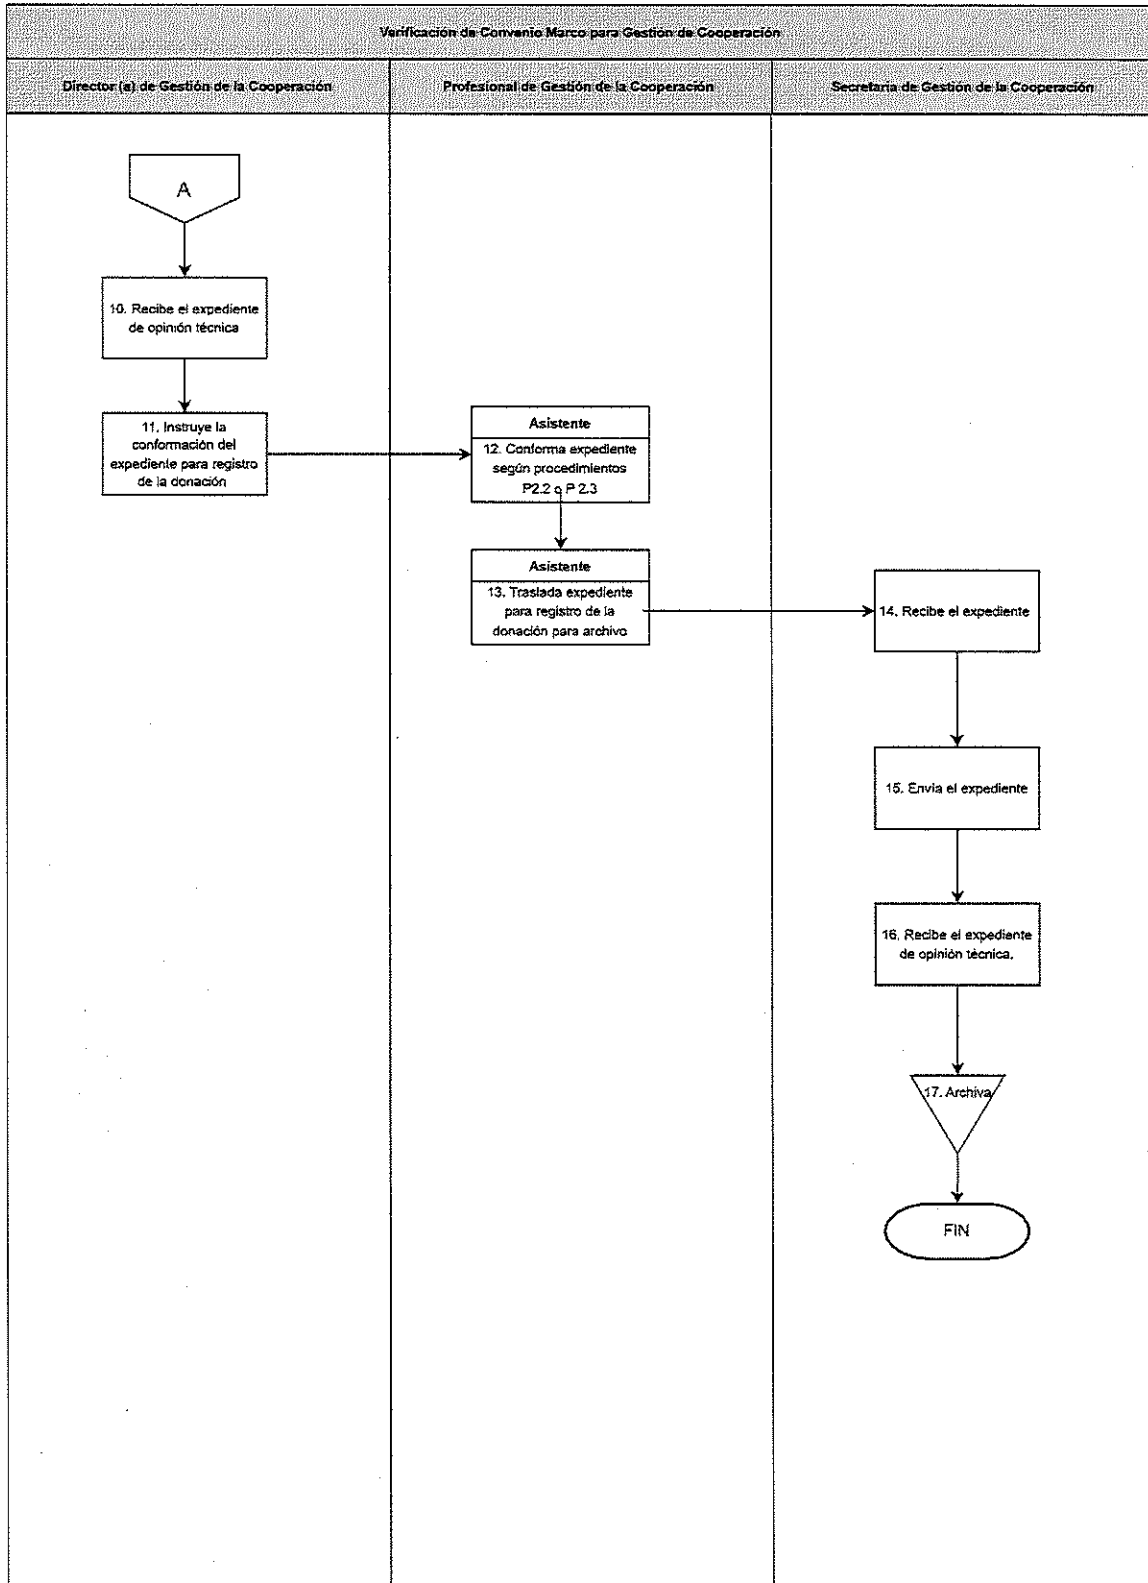 Verificación de Convenio Marco para Gestión de Cooperación
Director (a) de Gestión de la Cooperación
Profesional de Gestión de la Cooperación
Secretaria de Gestión de la Cooperación
A
10. Recibe el expediente
de opinión técnica
11. Instruye la
conformación del
expediente para registro
de la donación
Asistente
12. Conforma expediente
según procedimientos
P2.2 o P 2.3
Asistente
13. Traslada expediente
para registro de la
donación para archivo
14. Recibe el expediente
15. Envía el expediente
16. Recibe el expediente
de opinión técnica.
17. Archiva
FIN